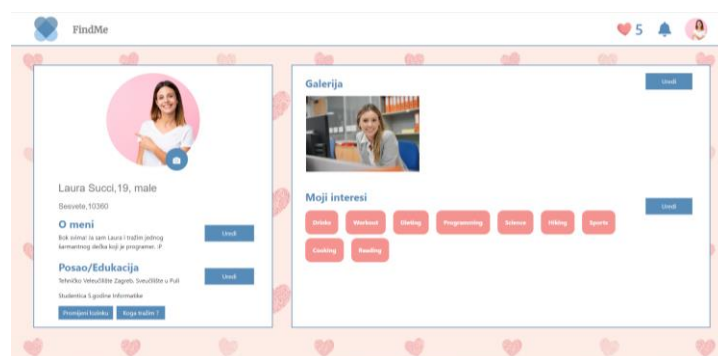 FindMe
5
Laura Succi,19, male
Sesvete,10360
O meni
Uredi
Bok svima! Ja sam Laura i tražim jednog
šarmantnog dečka koji je programer. :P
Posao/Edukacija
Uredi
Tehničko Veleučilište Zagreb, Sveučilište u Puli
Studentica 5.godine Informatike
Promijeni lozinku Koga tražim ?
Galerija
Uredi
Moji interesi
Uredi
Drinks Workout Dieting Programming Science Hiking Sports
Cooking Reading